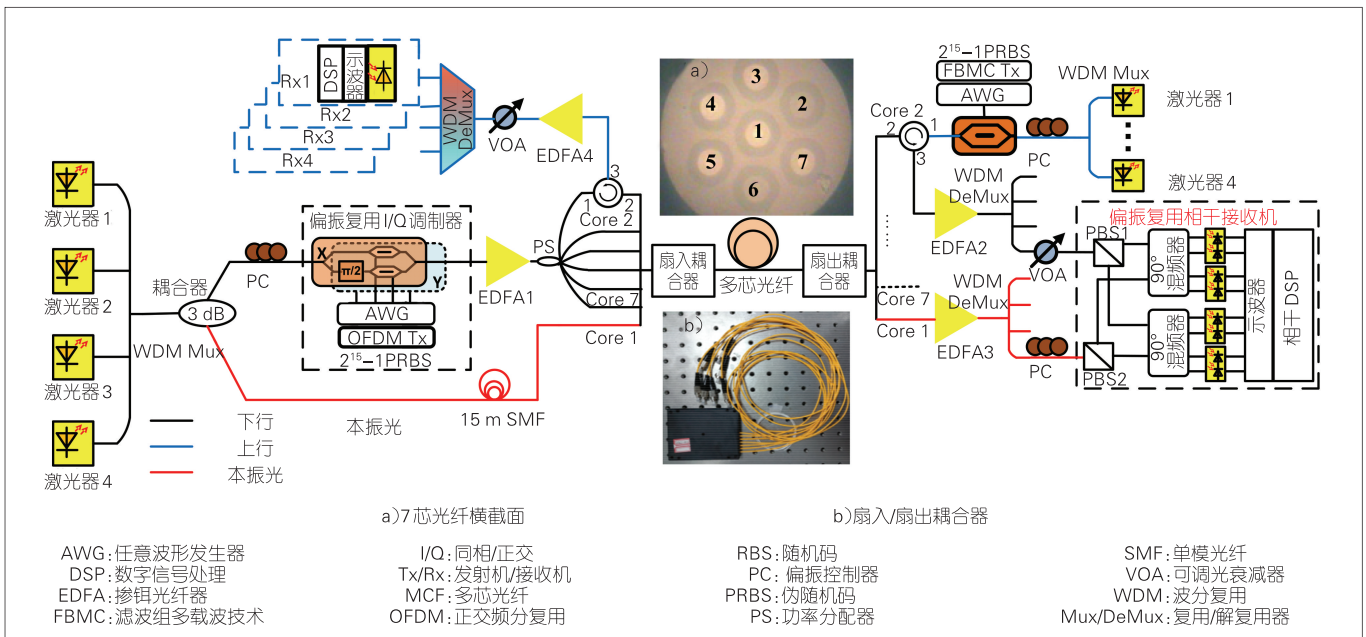 2¹⁵-1PRBS
FBMC Tx
AWG
WDM Mux
激光器1
激光器4
PC
Core 2
1
2
3
WDM
DeMux
EDFA2
DSP
示波器
Rx1
Rx2
Rx3
Rx4
WDM
DeMux
VOA
EDFA4
3
1
2
Core 2
a)
3
4
2
1
5
7
6
激光器1
激光器2
激光器3
激光器4
耦合器
3 dB
WDM Mux
PC
偏振复用I/Q调制器
X
π/2
Y
AWG
OFDM Tx
2¹⁵-1PRBS
EDFA1
PS
Core 7
Core 1
扇入耦合器
多芯光纤
扇出耦合器
Core 7
Core 1
WDM
DeMux
EDFA3
VOA
PC
偏振复用相干接收机
PBS1
PBS2
90°混频器
90°混频器
示波器
相干DSP
15 m SMF
本振光
下行
上行
本振光
b)
a)7芯光纤横截面
b)扇入/扇出耦合器
AWG:任意波形发生器
DSP:数字信号处理
EDFA:掺铒光纤器
FBMC:滤波组多载波技术
I/Q:同相/正交
Tx/Rx:发射机/接收机
MCF:多芯光纤
OFDM:正交频分复用
RBS:随机码
PC:偏振控制器
PRBS:伪随机码
PS:功率分配器
SMF:单模光纤
VOA:可调光衰减器
WDM:波分复用
Mux/DeMux:复用/解复用器